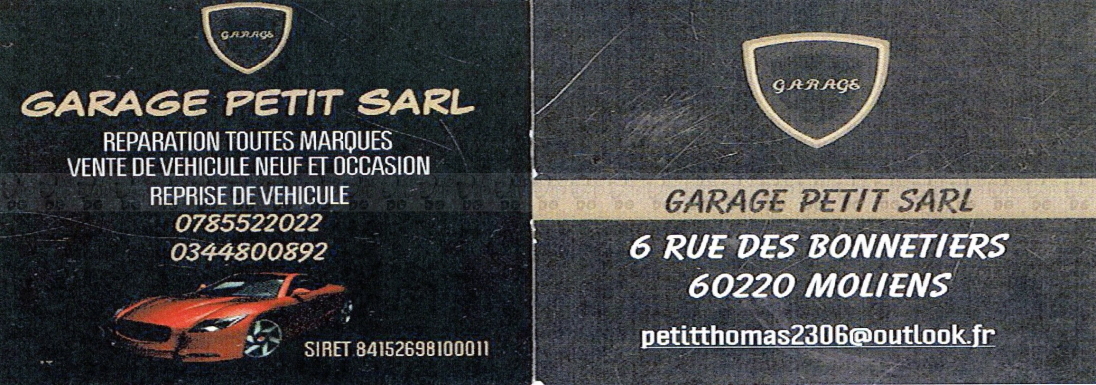 GARAGE
GARAGE PETIT SARL
REPARATION TOUTES MARQUES
VENTE DE VEHICULE NEUF ET OCCASION
REPRISE DE VEHICULE
0785522022
0344800892
SIRET 84152698100011
GARAGE
GARAGE PETIT SARL
6 RUE DES BONNETIERS
60220 MOLIENS
petitthomas2306@outlook.fr